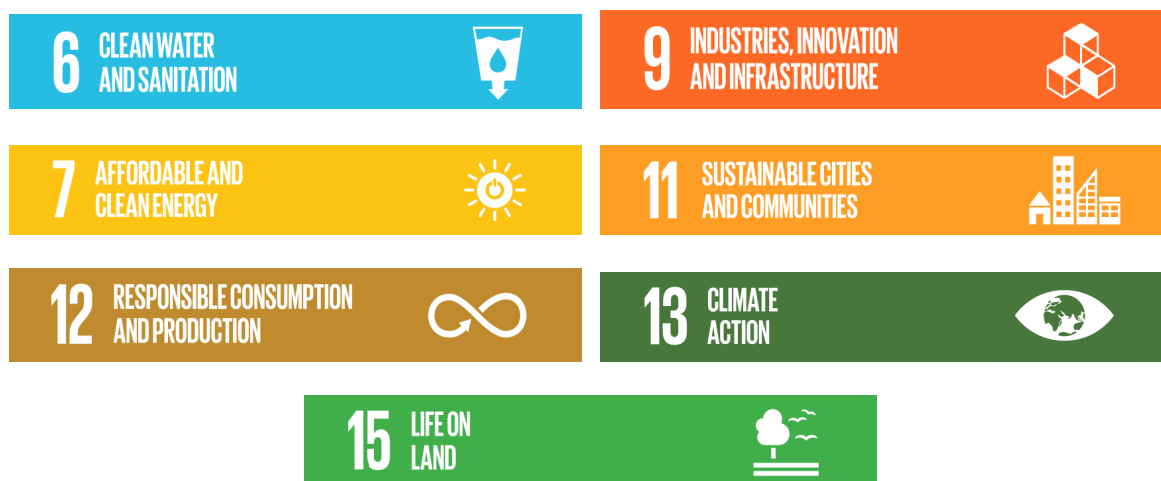 6 CLEAN WATER
AND SANITATION
9 INDUSTRIES, INNOVATION
AND INFRASTRUCTURE
7 AFFORDABLE AND
CLEAN ENERGY
11 SUSTAINABLE CITIES
AND COMMUNITIES
12 RESPONSIBLE CONSUMPTION
AND PRODUCTION
13 CLIMATE
ACTION
15 LIFE ON
LAND